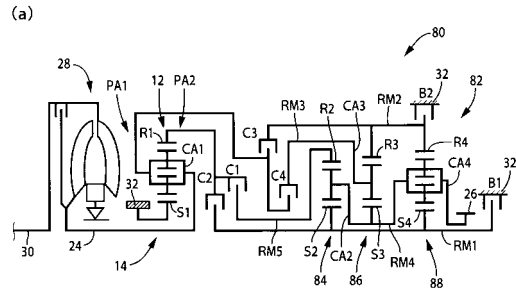 (a)
80
28
PA1
12
PA2
32
B2
82
RM3
R2
CA3
RM2
R1
C3
R3
R4
CA1
C4
CA4
32
B1
32
C2
C1
26
S1
S2
S3
S4
30
24
14
RM5
84
CA2
86
RM4
RM1
88